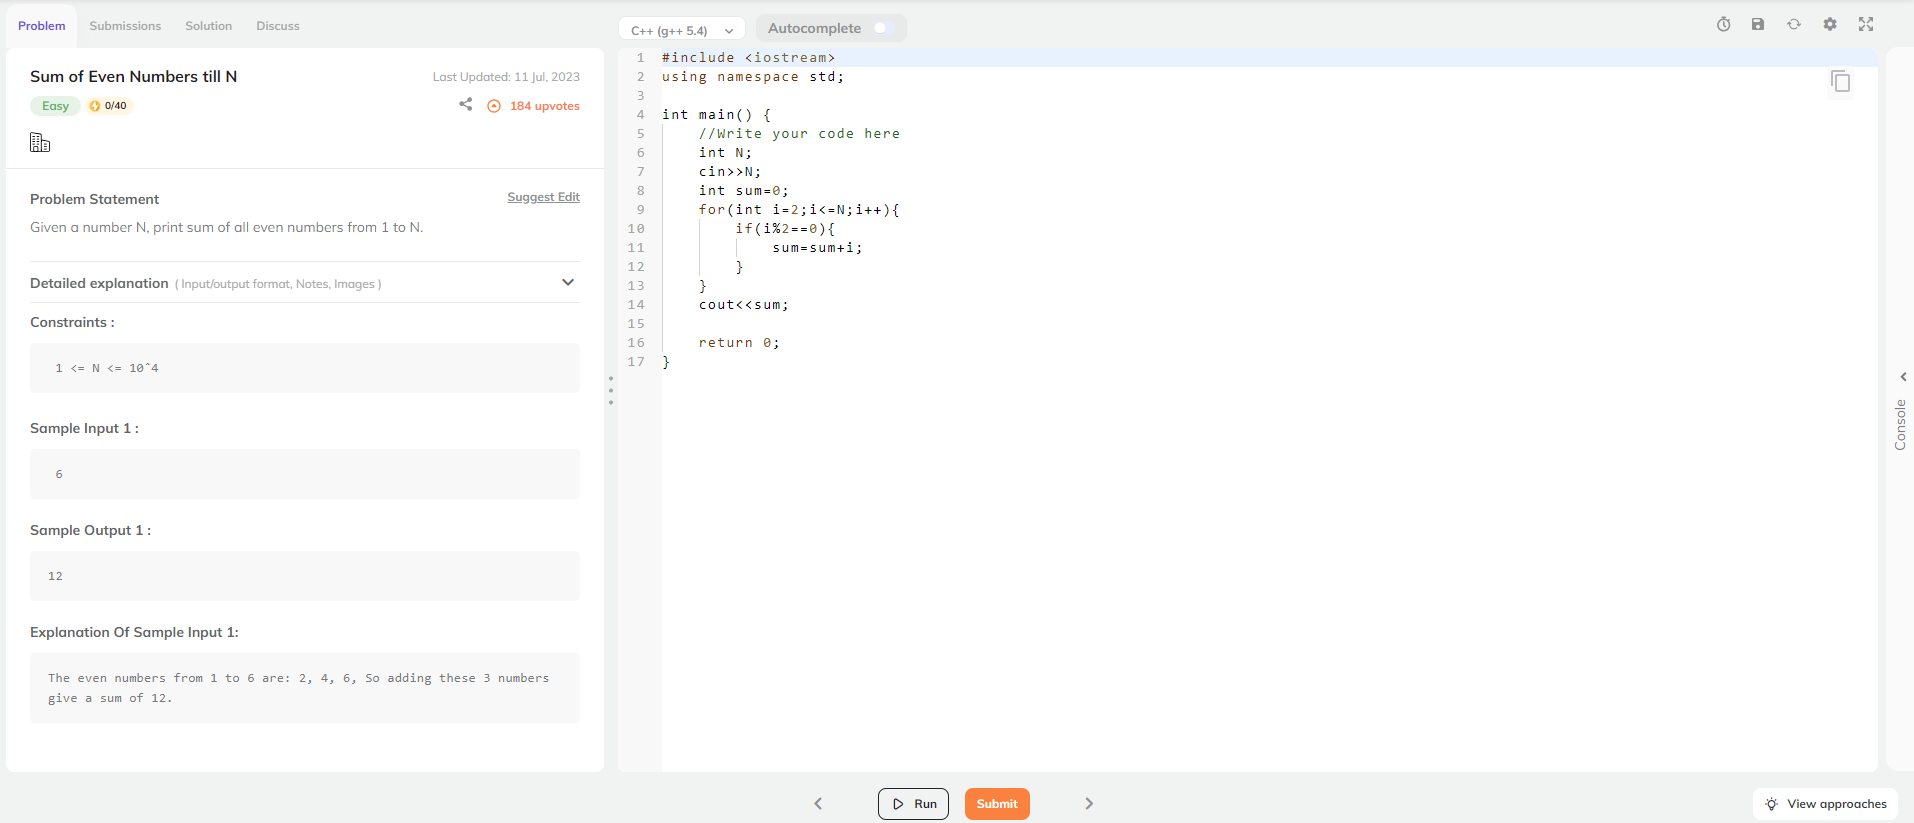 Problem Submissions Solution Discuss
Sum of Even Numbers till N
Last Updated: 11 Jul, 2023
Easy 0/40
184 upvotes
Problem Statement
Suggest Edit
Given a number N, print sum of all even numbers from 1 to N.
Detailed explanation ( Input/output format, Notes, Images )
Constraints :
1 <= N <= 10^4
Sample Input 1 :
6
Sample Output 1 :
12
Explanation Of Sample Input 1:
The even numbers from 1 to 6 are: 2, 4, 6, So adding these 3 numbers
give a sum of 12.
C++ (g++ 5.4) Autocomplete
1 #include <iostream>
2 using namespace std;
3
4 int main() {
5     //Write your code here
6     int N;
7     cin>>N;
8     int sum=0;
9     for(int i=2;i<=N;i++){
10         if(i%2==0){
11             sum=sum+i;
12         }
13     }
14     cout<<sum;
15
16     return 0;
17 }
Console
Run Submit
View approaches